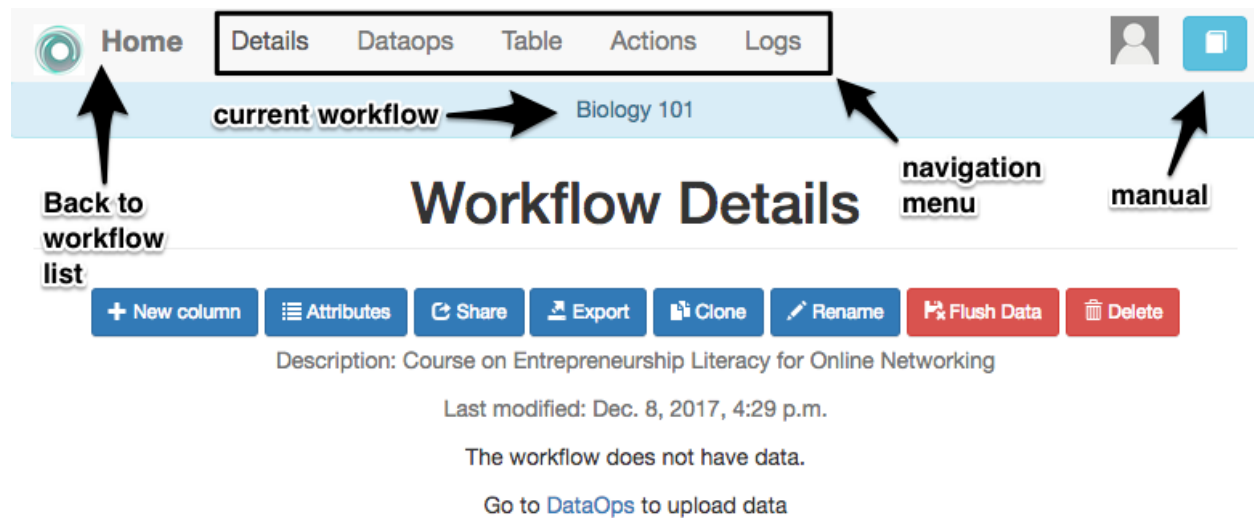 Home Details Dataops Table Actions Logs
current workflow Biology 101
navigation
menu
manual
Back to
workflow
list
Workflow Details
New column Attributes Share Export Clone Rename Flush Data Delete
Description: Course on Entrepreneurship Literacy for Online Networking
Last modified: Dec. 8, 2017, 4:29 p.m.
The workflow does not have data.
Go to DataOps to upload data